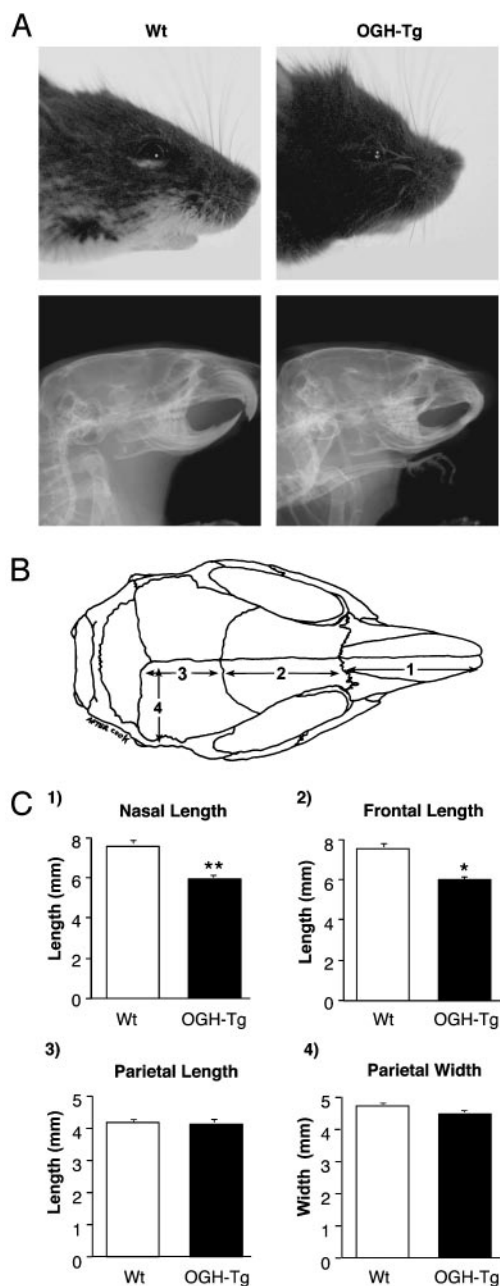 A
Wt
OGH-Tg
B
1
2
3
4
AFTER COOK
C
1)
Nasal Length
Length (mm)
8
6
4
2
0
**
Wt
OGH-Tg
2)
Frontal Length
Length (mm)
8
6
4
2
0
*
Wt
OGH-Tg
3)
Parietal Length
Length (mm)
5
4
3
2
1
0
Wt
OGH-Tg
4)
Parietal Width
Width (mm)
5
4
3
2
1
0
Wt
OGH-Tg